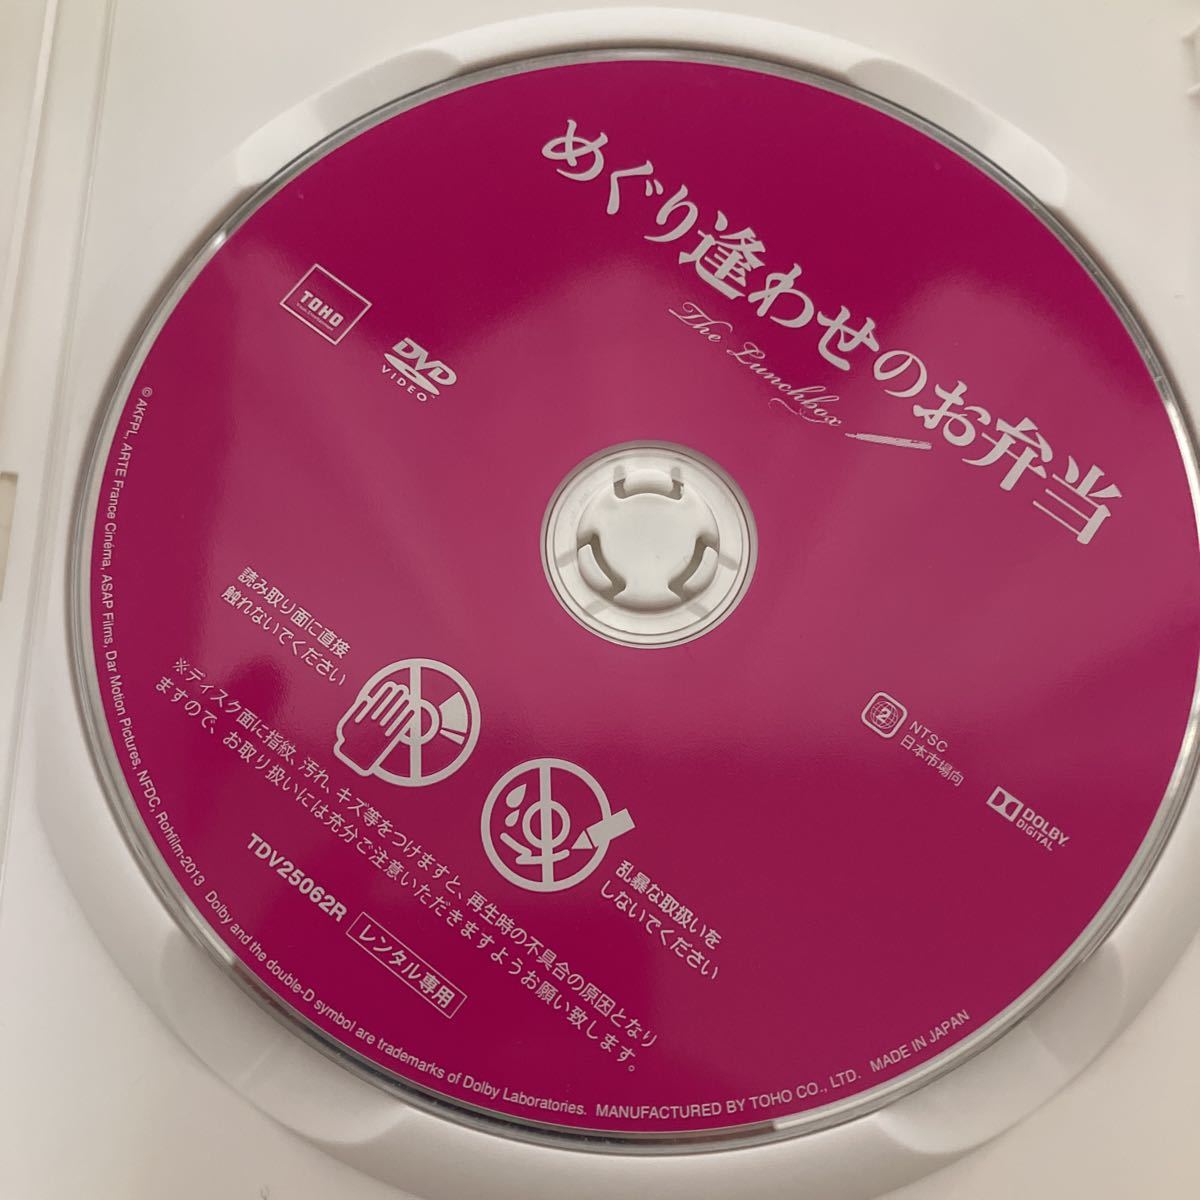 めぐり逢わせのお弁当
The Lunchbox
TOHO
DVD
VIDEO
読み取り面に直接
触れないでください
乱暴な取扱いを
しないでください
※ディスク面に指紋、汚れ、キズ等をつけますと、再生時の不具合の原因となり
ますので、お取り扱いには充分ご注意いただきますようお願い致します。
TDV25062R
レンタル専用
2
NTSC
日本市場向
DOLBY
DIGITAL
© AKFPL, ARTE France Cinéma, ASAP Films, Dar Motion Pictures, NFDC, Rohfilm-2013 Dolby and the double-D symbol are trademarks of Dolby Laboratories. MANUFACTURED BY TOHO CO., LTD. MADE IN JAPAN